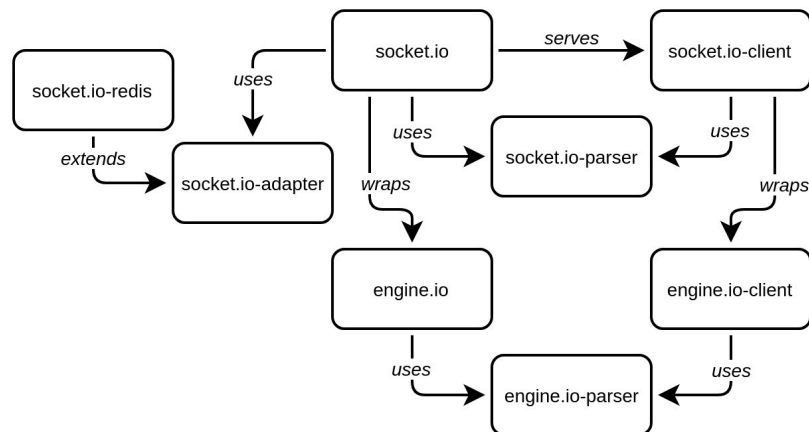 socket.io
serves
socket.io-client
socket.io-redis
uses
extends
socket.io-adapter
uses
socket.io-parser
uses
wraps
wraps
engine.io
engine.io-client
uses
engine.io-parser
uses